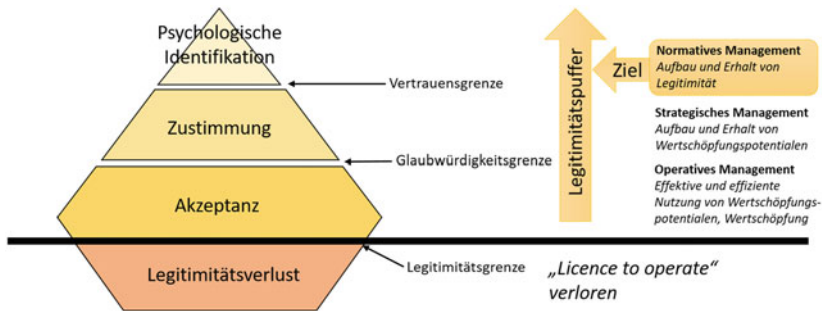 Psychologische
Identifikation
Vertrauensgrenze
Zustimmung
Glaubwürdigkeitsgrenze
Akzeptanz
Legitimitätsgrenze
Legitimitätsverlust
Legitimitätspuffer
Ziel
Normatives Management
Aufbau und Erhalt von
Legitimität
Strategisches Management
Aufbau und Erhalt von
Wertschöpfungspotentialen
Operatives Management
Effektive und effiziente
Nutzung von Wertschöpfungs-
potentialen, Wertschöpfung
„Licence to operate“
verloren